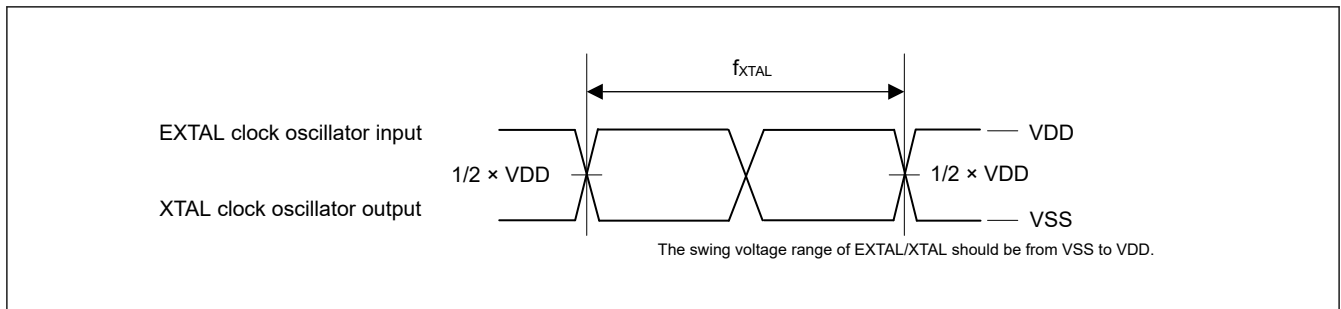 fXTAL
EXTAL clock oscillator input
VDD
1/2 × VDD
1/2 × VDD
XTAL clock oscillator output
VSS
The swing voltage range of EXTAL/XTAL should be from VSS to VDD.